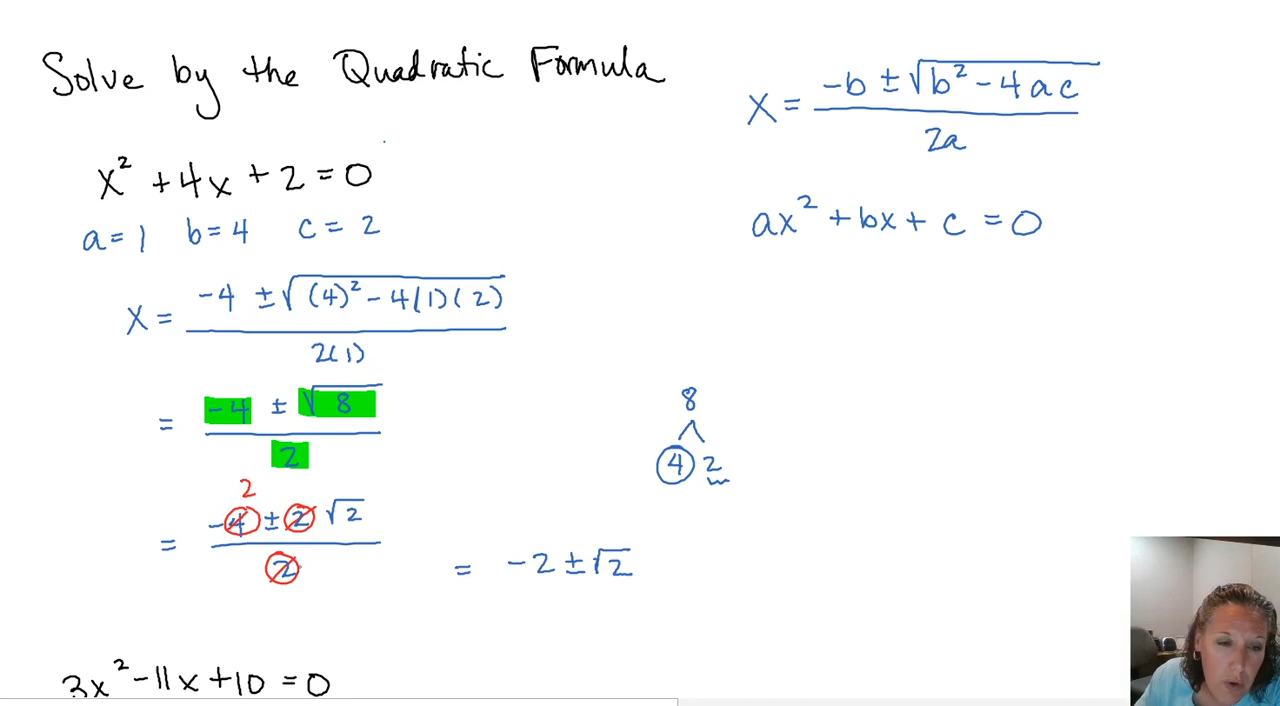 Solve by the Quadratic Formula
x = (-b ± √(b² - 4ac)) / 2a
x² + 4x + 2 = 0
ax² + bx + c = 0
a = 1 b = 4 c = 2
x = (-4 ± √((4)² - 4(1)(2))) / 2(1)
= (-4 ± √8) / 2
8
4 2
2
= (-4 ± 2√2) / 2 = -2 ± √2
3x² - 11x + 10 = 0